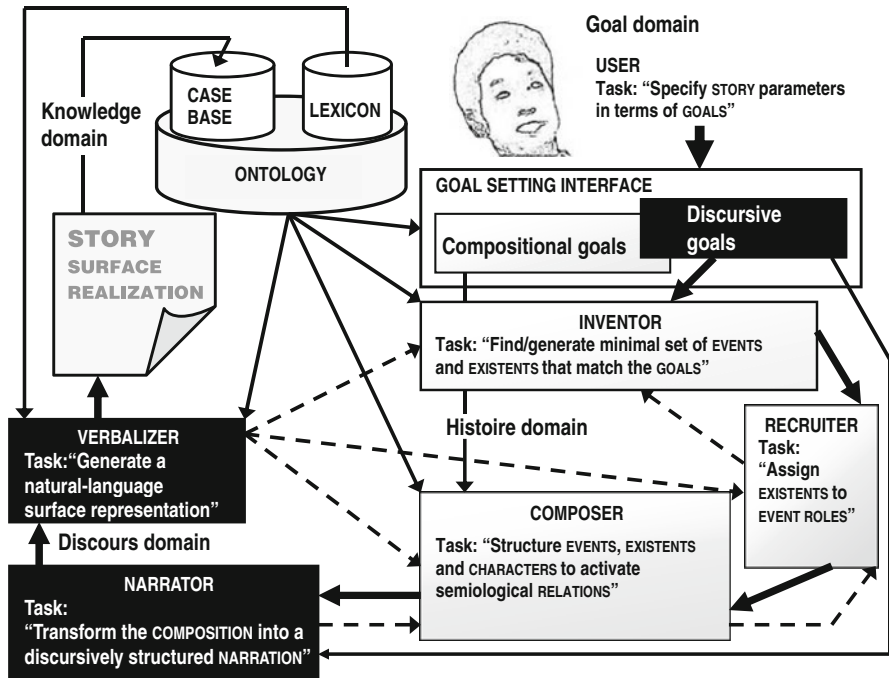 Goal domain
USER
Task: “Specify STORY parameters
in terms of GOALS”
CASE
BASE
LEXICON
Knowledge
domain
ONTOLOGY
GOAL SETTING INTERFACE
Compositional goals
Discursive
goals
STORY
SURFACE
REALIZATION
INVENTOR
Task: “Find/generate minimal set of EVENTS
and EXISTENTS that match the GOALS”
Histoire domain
RECRUITER
Task:
“Assign
EXISTENTS to
EVENT ROLES”
VERBALIZER
Task:“Generate a
natural-language
surface representation”
COMPOSER
Task: “Structure EVENTS, EXISTENTS
and CHARACTERS to activate
semiological RELATIONS”
Discours domain
NARRATOR
Task:
“Transform the COMPOSITION into a
discursively structured NARRATION”